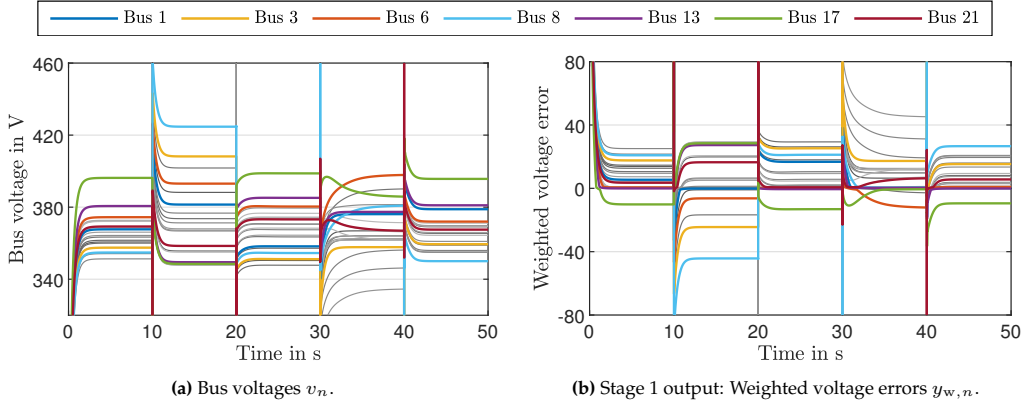 Bus 1 Bus 3 Bus 6 Bus 8 Bus 13 Bus 17 Bus 21
460
420
380
340
0 10 20 30 40 50
Bus voltage in V
Time in s
(a) Bus voltages vₙ.
80
40
0
-40
-80
0 10 20 30 40 50
Weighted voltage error
Time in s
(b) Stage 1 output: Weighted voltage errors y_{w,n}.